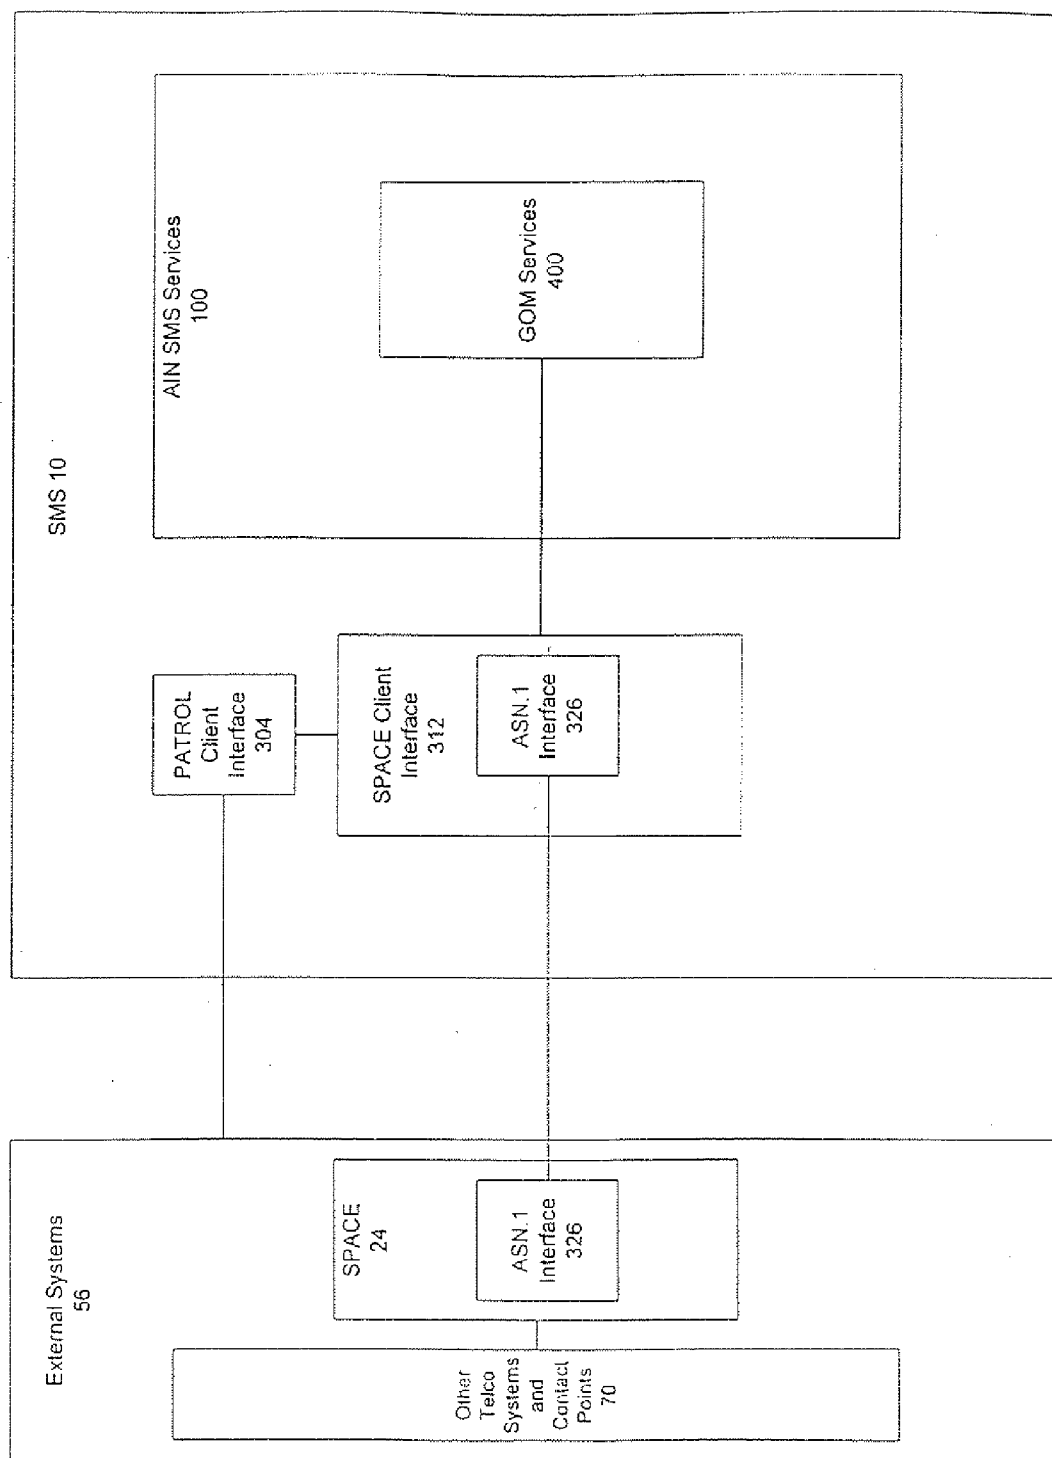 External Systems
56
Other
Telco
Systems
and
Contact
Points
70
SPACE
24
ASN.1
Interface
326
SMS 10
PATROL
Client
Interface
304
SPACE Client
Interface
312
ASN.1
Interface
326
AIN SMS Services
100
GOM Services
400